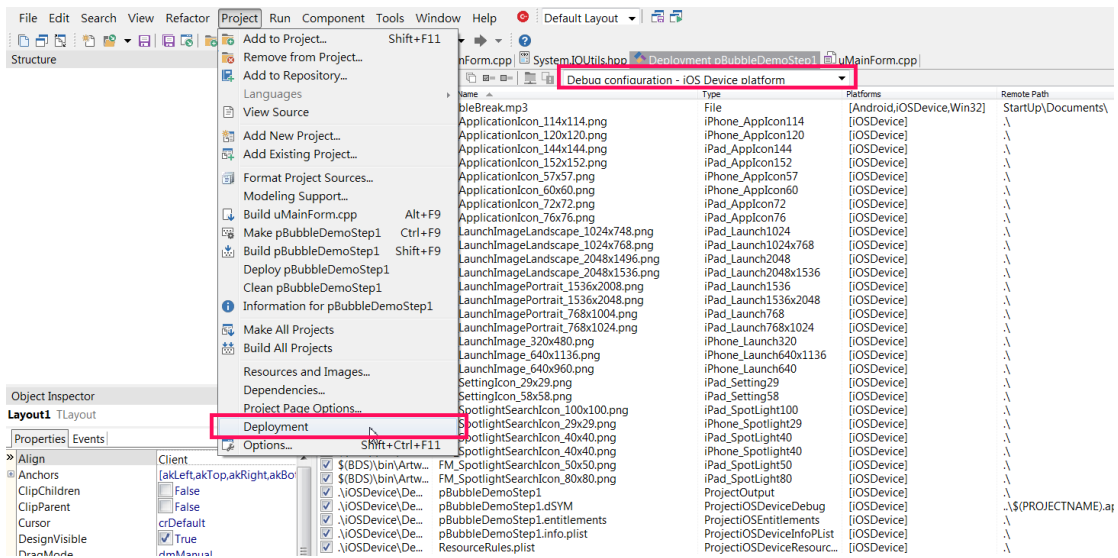 File Edit Search View Refactor Project Run Component Tools Window Help Default Layout
Structure
Add to Project... Shift+F11
Remove from Project...
Add to Repository...
Languages
View Source
Add New Project...
Add Existing Project...
Format Project Sources...
Modeling Support...
Build uMainForm.cpp Alt+F9
Make pBubbleDemoStep1 Ctrl+F9
Build pBubbleDemoStep1 Shift+F9
Deploy pBubbleDemoStep1
Clean pBubbleDemoStep1
Information for pBubbleDemoStep1
Make All Projects
Build All Projects
Resources and Images...
Dependencies...
Project Page Options...
Deployment
Options... Shift+Ctrl+F11
nForm.cpp System.IOUtils.hpp Deployment pBubbleDemoStep1 uMainForm.cpp
Debug configuration - iOS Device platform
Name Type Platforms Remote Path
bleBreak.mp3 File [Android,iOSDevice,Win32] StartUp\Documents\
ApplicationIcon_114x114.png iPhone_AppIcon114 [iOSDevice] .\
ApplicationIcon_120x120.png iPhone_AppIcon120 [iOSDevice] .\
ApplicationIcon_144x144.png iPad_AppIcon144 [iOSDevice] .\
ApplicationIcon_152x152.png iPad_AppIcon152 [iOSDevice] .\
ApplicationIcon_57x57.png iPhone_AppIcon57 [iOSDevice] .\
ApplicationIcon_60x60.png iPhone_AppIcon60 [iOSDevice] .\
ApplicationIcon_72x72.png iPad_AppIcon72 [iOSDevice] .\
ApplicationIcon_76x76.png iPad_AppIcon76 [iOSDevice] .\
LaunchImageLandscape_1024x748.png iPad_Launch1024 [iOSDevice] .\
LaunchImageLandscape_1024x768.png iPad_Launch1024x768 [iOSDevice] .\
LaunchImageLandscape_2048x1496.png iPad_Launch2048 [iOSDevice] .\
LaunchImageLandscape_2048x1536.png iPad_Launch2048x1536 [iOSDevice] .\
LaunchImagePortrait_1536x2008.png iPad_Launch1536 [iOSDevice] .\
LaunchImagePortrait_1536x2048.png iPad_Launch1536x2048 [iOSDevice] .\
LaunchImagePortrait_768x1004.png iPad_Launch768 [iOSDevice] .\
LaunchImagePortrait_768x1024.png iPad_Launch768x1024 [iOSDevice] .\
LaunchImage_320x480.png iPhone_Launch320 [iOSDevice] .\
LaunchImage_640x1136.png iPhone_Launch640x1136 [iOSDevice] .\
LaunchImage_640x960.png iPhone_Launch640 [iOSDevice] .\
SettingIcon_29x29.png iPad_Setting29 [iOSDevice] .\
SettingIcon_58x58.png iPad_Setting58 [iOSDevice] .\
SpotlightSearchIcon_100x100.png iPad_SpotLight100 [iOSDevice] .\
SpotlightSearchIcon_29x29.png iPhone_Spotlight29 [iOSDevice] .\
SpotlightSearchIcon_40x40.png iPad_SpotLight40 [iOSDevice] .\
SpotlightSearchIcon_40x40.png iPhone_Spotlight40 [iOSDevice] .\
$(BDS)\bin\Artw... FM_SpotlightSearchIcon_50x50.png iPad_SpotLight50 [iOSDevice] .\
$(BDS)\bin\Artw... FM_SpotlightSearchIcon_80x80.png iPad_SpotLight80 [iOSDevice] .\
.\iOSDevice\De... pBubbleDemoStep1 ProjectOutput [iOSDevice] .\
.\iOSDevice\De... pBubbleDemoStep1.dSYM ProjectiOSDeviceDebug [iOSDevice] ..\$(PROJECTNAME).ap
.\iOSDevice\De... pBubbleDemoStep1.entitlements ProjectiOSEntitlements [iOSDevice] .\
.\iOSDevice\De... pBubbleDemoStep1.info.plist ProjectiOSDeviceInfoPList [iOSDevice] .\
.\iOSDevice\De... ResourceRules.plist ProjectiOSDeviceResourc... [iOSDevice] .\
Object Inspector
Layout1 TLayout
Properties Events
Align Client
Anchors [akLeft,akTop,akRight,akBot
ClipChildren False
ClipParent False
Cursor crDefault
DesignVisible True
DragMode dmManual